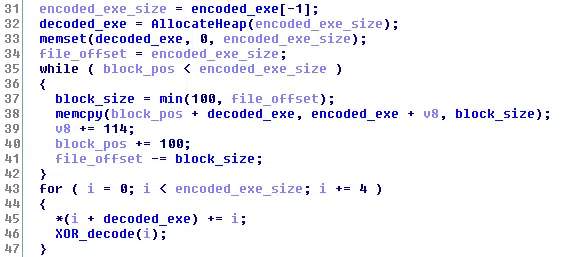 31 encoded_exe_size = encoded_exe[-1];
32 decoded_exe = AllocateHeap(encoded_exe_size);
33 memset(decoded_exe, 0, encoded_exe_size);
34 file_offset = encoded_exe_size;
35 while ( block_pos < encoded_exe_size )
36 {
37 block_size = min(100, file_offset);
38 memcpy(block_pos + decoded_exe, encoded_exe + v8, block_size);
39 v8 += 114;
40 block_pos += 100;
41 file_offset -= block_size;
42 }
43 for ( i = 0; i < encoded_exe_size; i += 4 )
44 {
45 *(i + decoded_exe) += i;
46 XOR_decode(i);
47 }